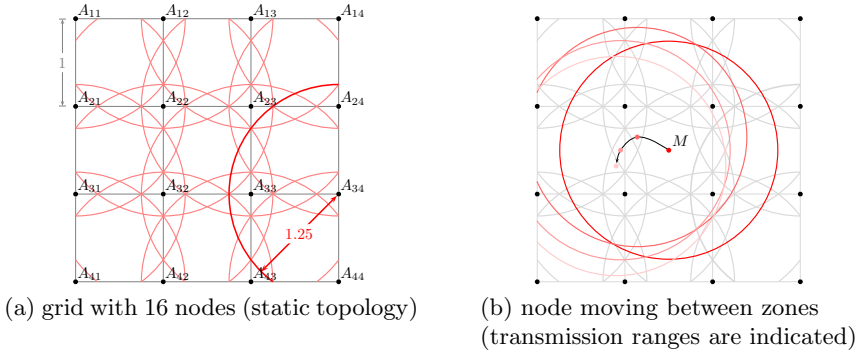 A11 A12 A13 A14
1
A21 A22 A23 A24
M
A31 A32 A33 A34
1.25
A41 A42 A43 A44
(a) grid with 16 nodes (static topology)
(b) node moving between zones
(transmission ranges are indicated)